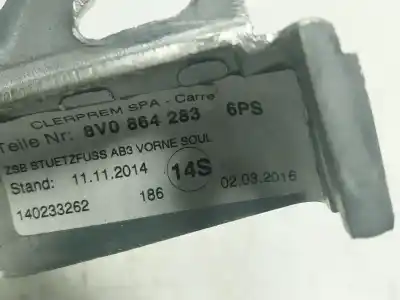 CLERPREM SPA - Carre
Teile Nr: 8V0 864 283 6PS
ZSB STUETZFUSS AB3 VORNE SOUL
Stand: 11.11.2014 14S
140233262 186 02.03.2016